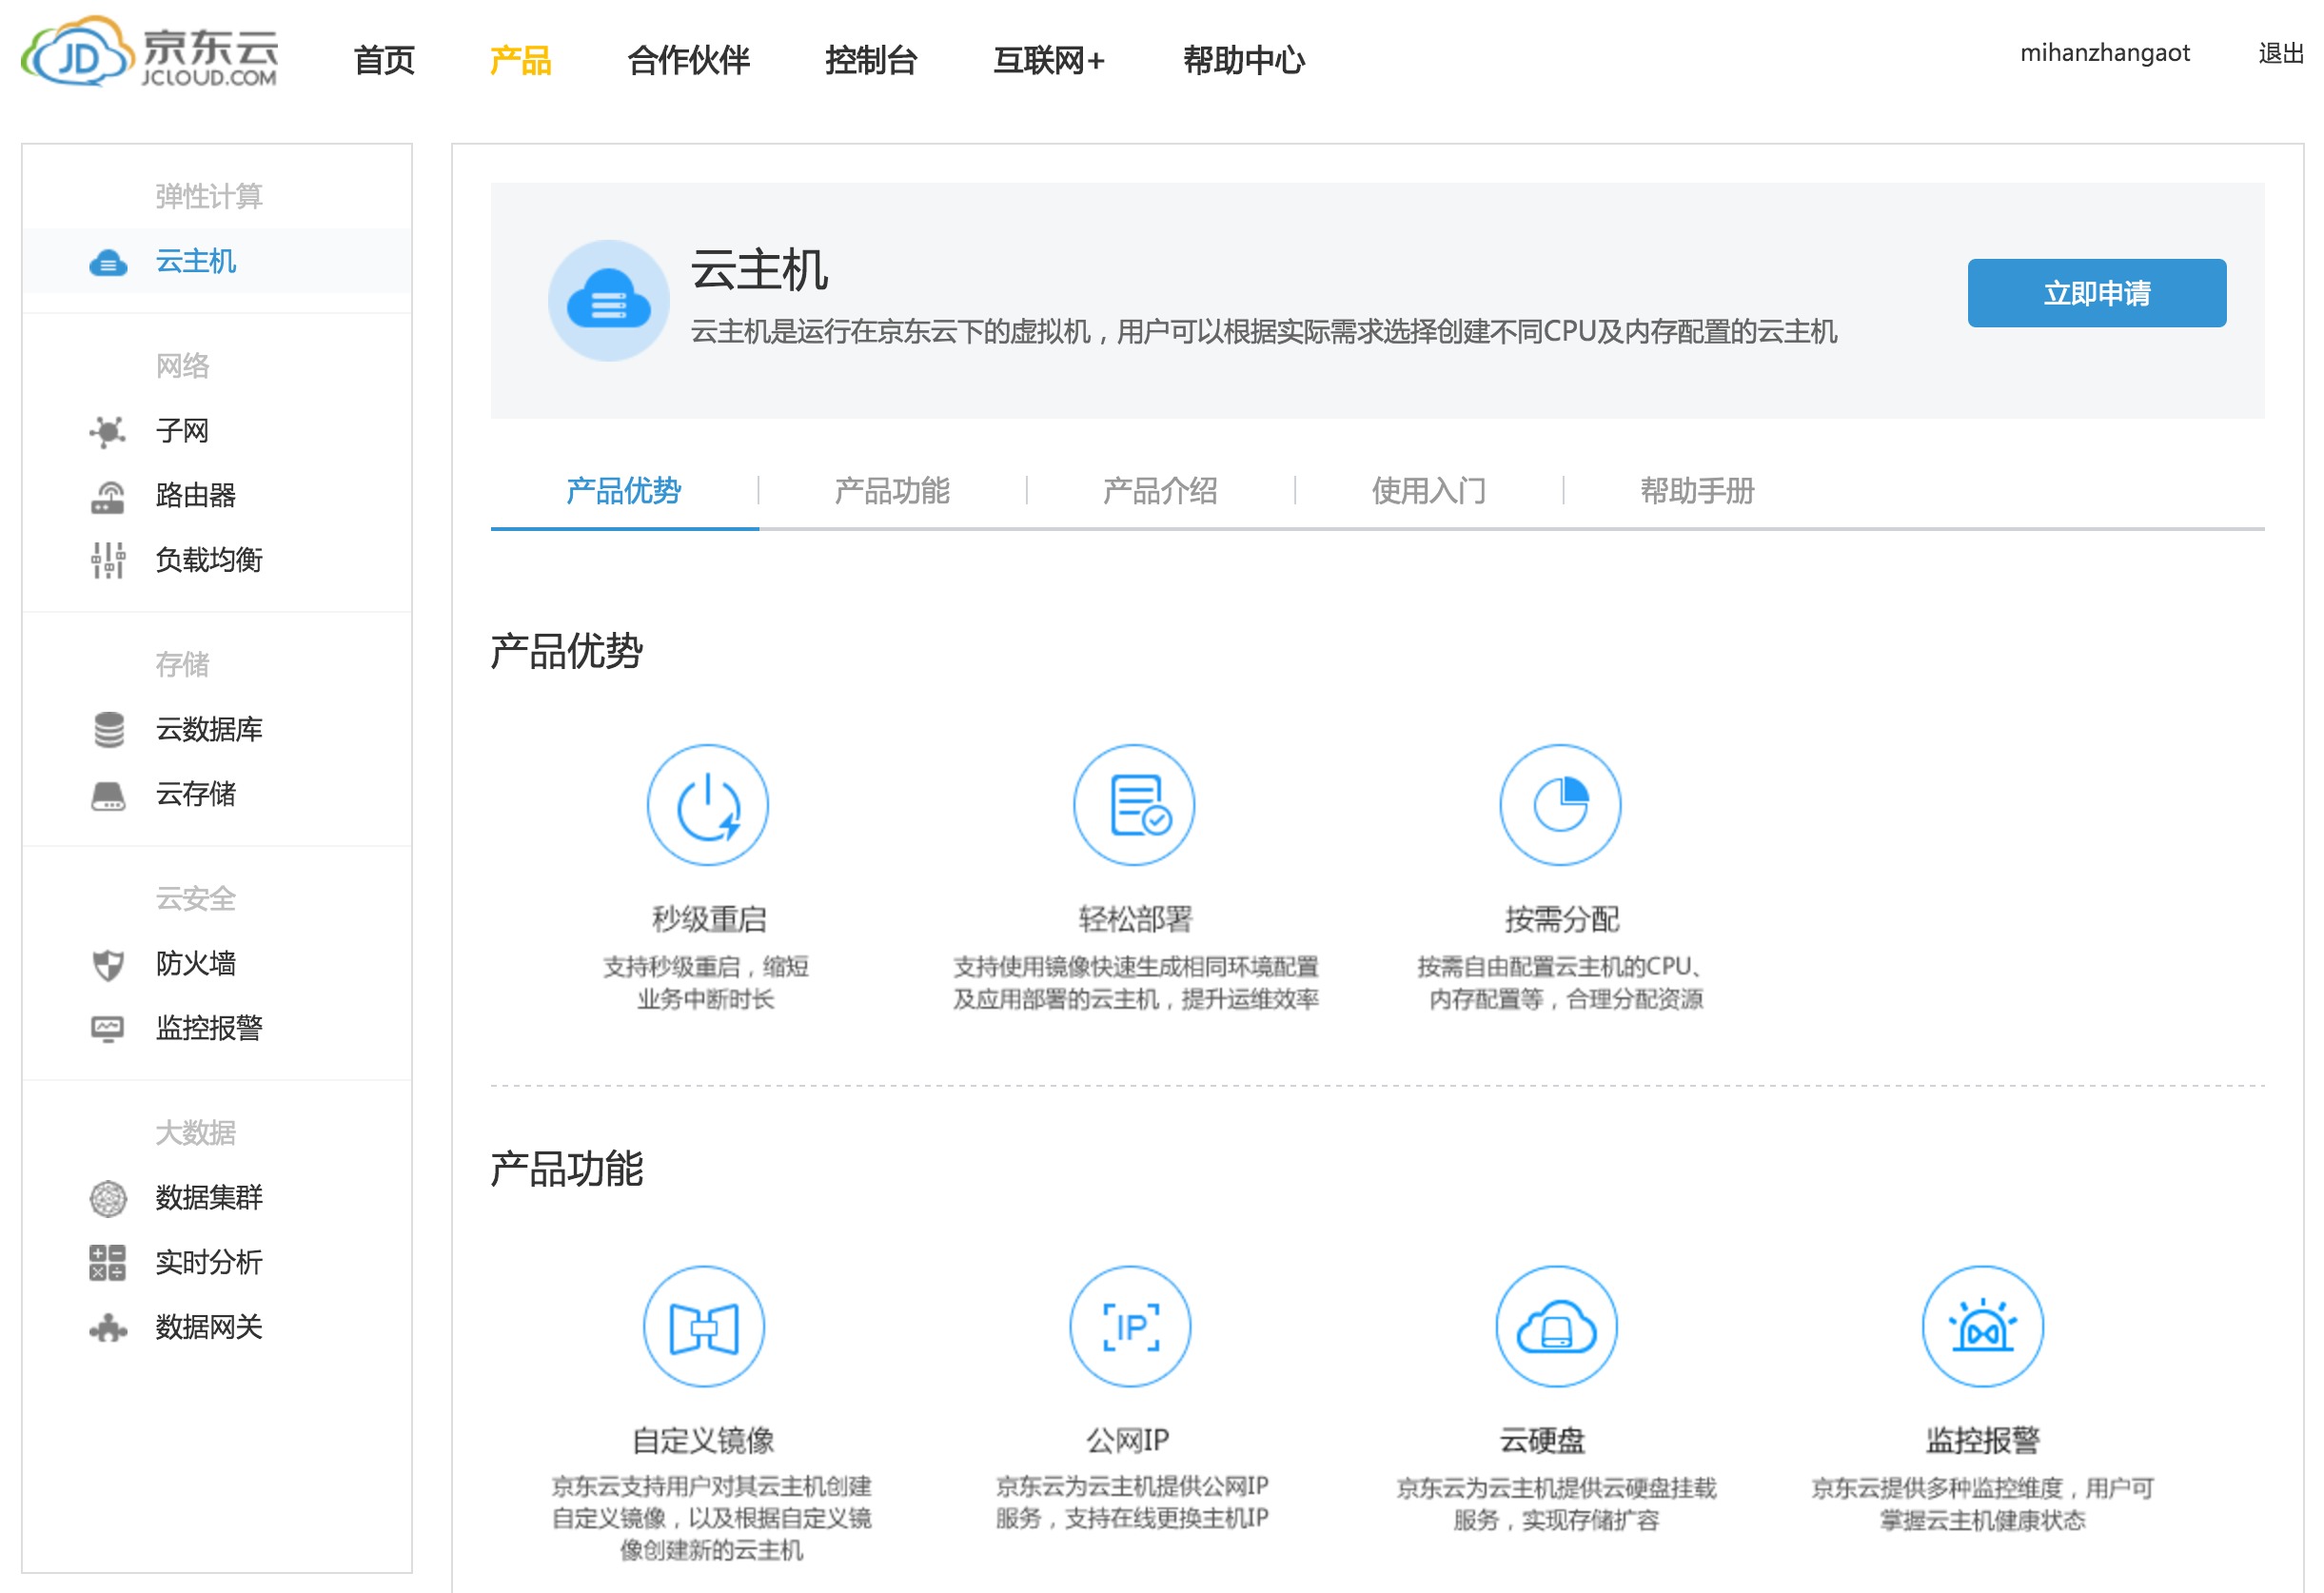 JD 京东云
JCLOUD.COM
首页
产品
合作伙伴
控制台
互联网+
帮助中心
mihanzhangaot
退出
弹性计算
云主机
网络
子网
路由器
负载均衡
存储
云数据库
云存储
云安全
防火墙
监控报警
大数据
数据集群
实时分析
数据网关
云主机
云主机是运行在京东云下的虚拟机，用户可以根据实际需求选择创建不同CPU及内存配置的云主机
立即申请
产品优势
产品功能
产品介绍
使用入门
帮助手册
产品优势
秒级重启
支持秒级重启，缩短
业务中断时长
轻松部署
支持使用镜像快速生成相同环境配置
及应用部署的云主机，提升运维效率
按需分配
按需自由配置云主机的CPU、
内存配置等，合理分配资源
产品功能
自定义镜像
京东云支持用户对其云主机创建
自定义镜像，以及根据自定义镜
像创建新的云主机
IP
公网IP
京东云为云主机提供公网IP
服务，支持在线更换主机IP
云硬盘
京东云为云主机提供云硬盘挂载
服务，实现存储扩容
监控报警
京东云提供多种监控维度，用户可
掌握云主机健康状态